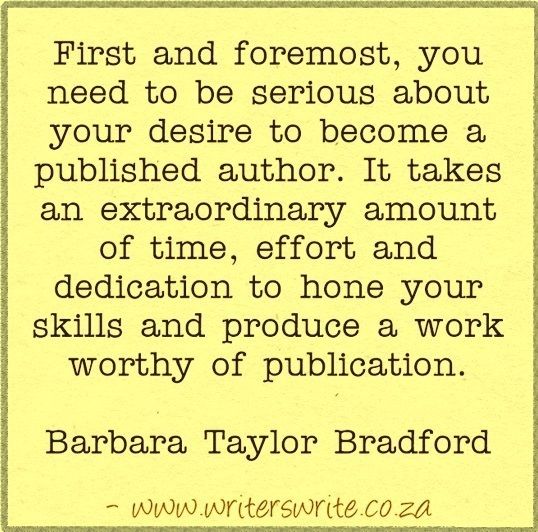 First and foremost, you
need to be serious about
your desire to become a
published author. It takes
an extraordinary amount
of time, effort and
dedication to hone your
skills and produce a work
worthy of publication.
Barbara Taylor Bradford
- www.writerswrite.co.za